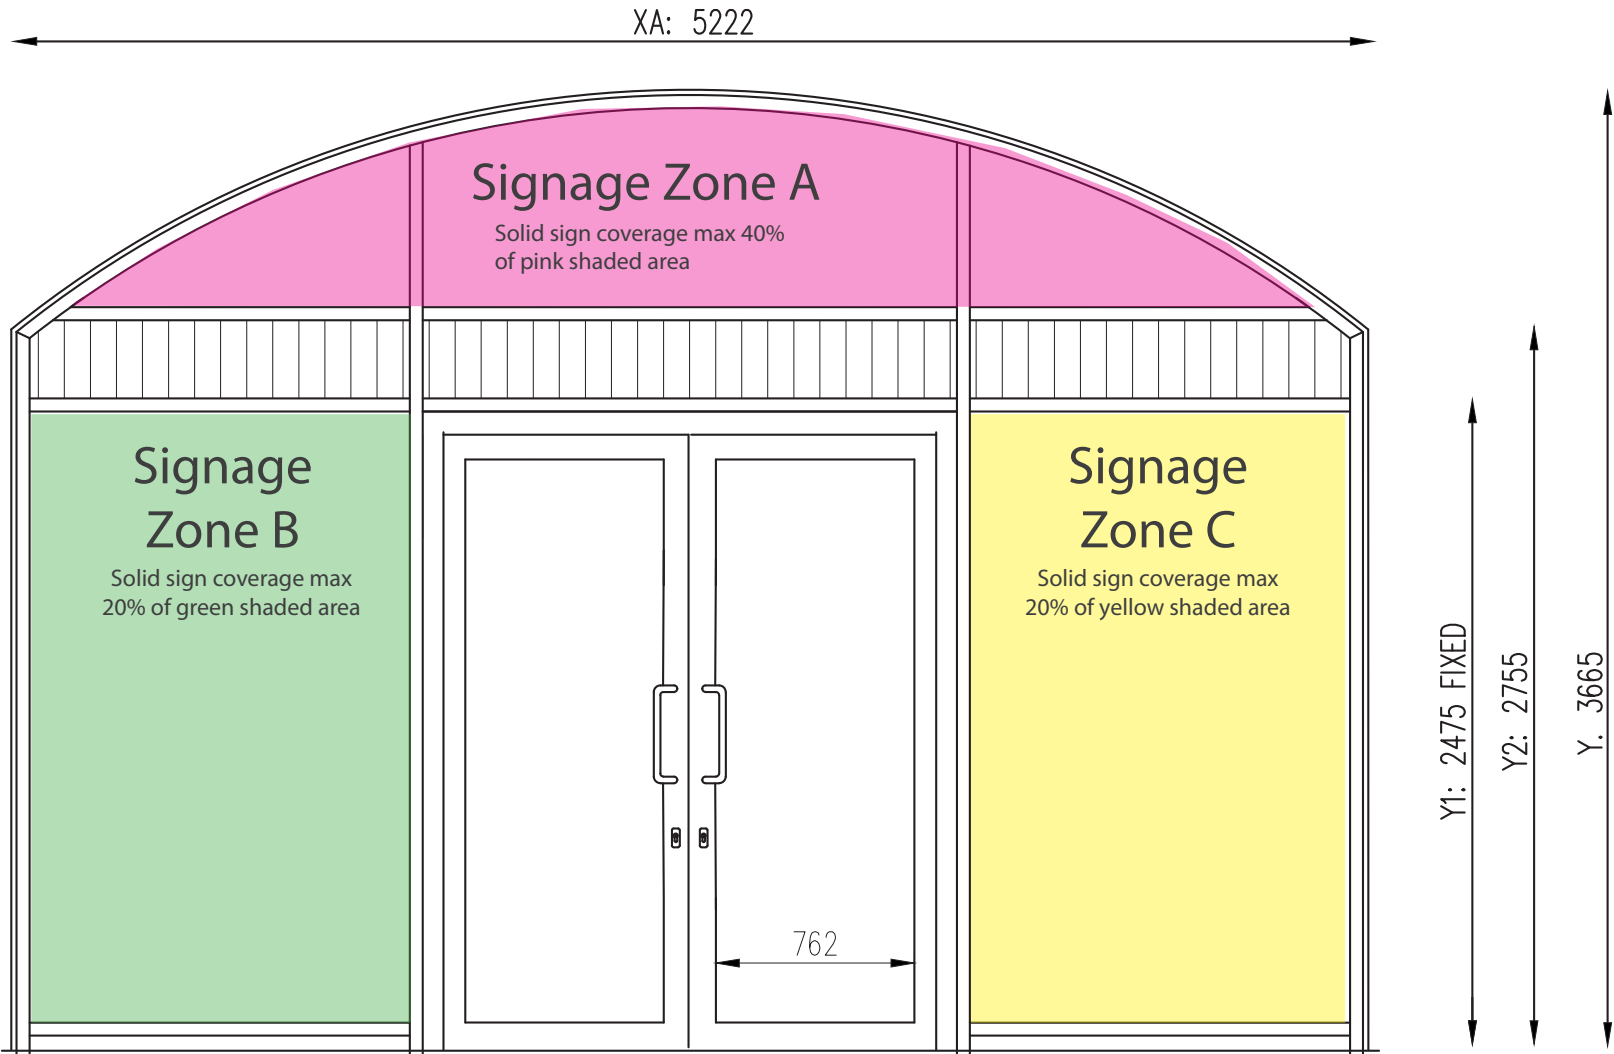 XA: 5222
Signage Zone A
Solid sign coverage max 40%
of pink shaded area
Signage
Zone B
Solid sign coverage max
20% of green shaded area
Signage
Zone C
Solid sign coverage max
20% of yellow shaded area
762
Y1: 2475 FIXED
Y2: 2755
Y. 3665